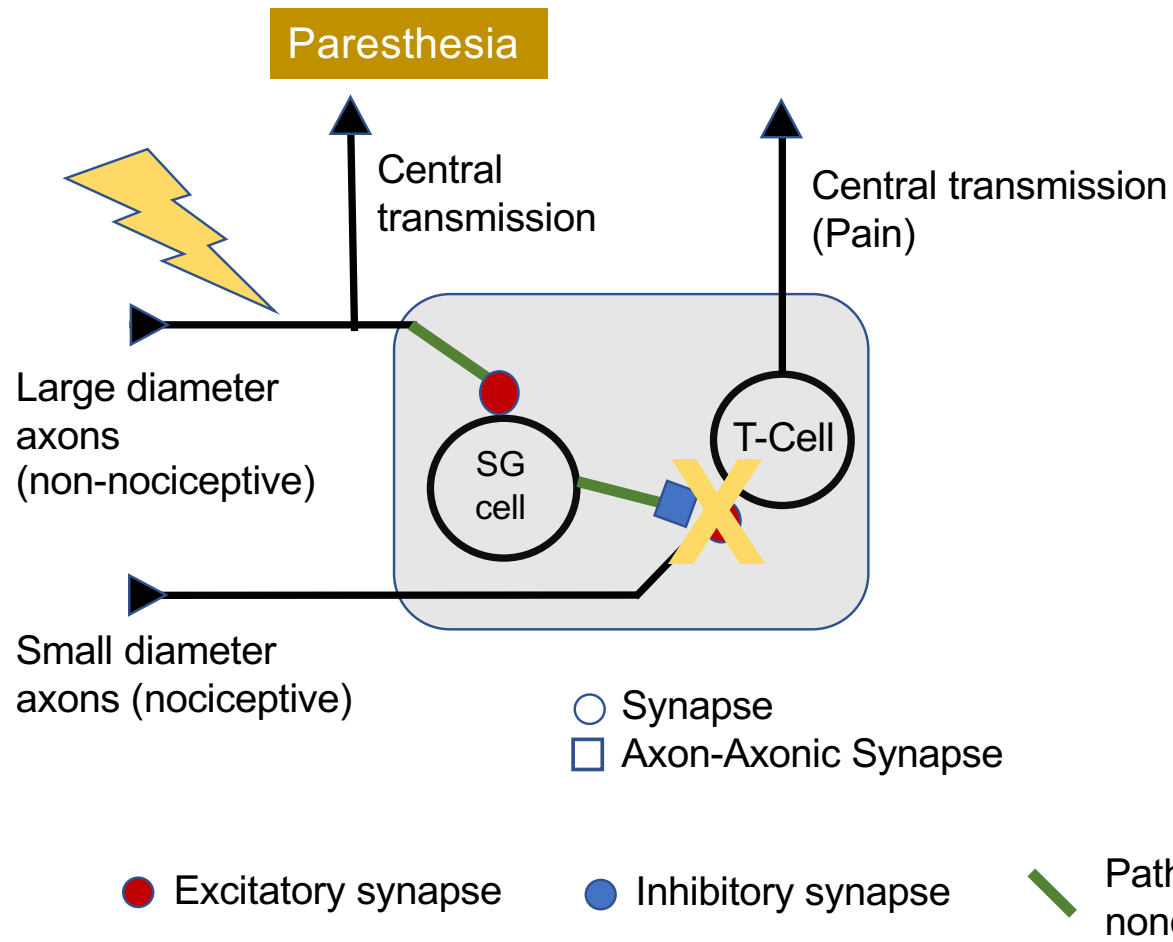 Paresthesia
Central
transmission
Central transmission
(Pain)
Large diameter
axons
(non-nociceptive)
T-Cell
SG
cell
X
Small diameter
axons (nociceptive)
Synapse
Axon-Axonic Synapse
Excitatory synapse
Inhibitory synapse